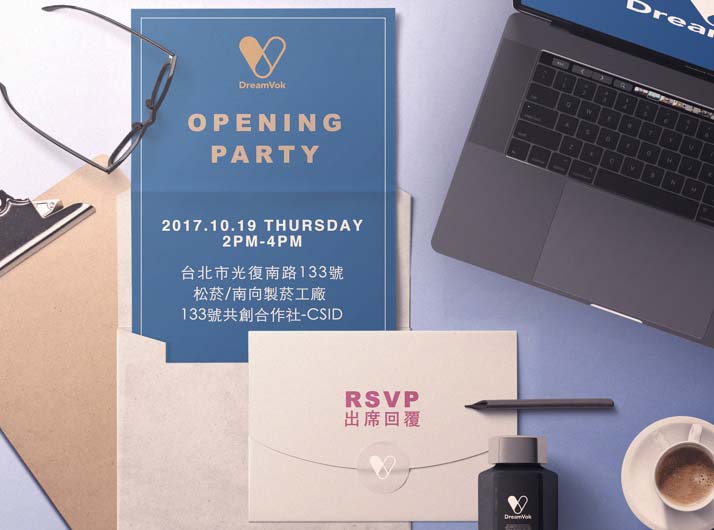 DreamVok
OPENING
PARTY
2017.10.19 THURSDAY
2PM-4PM
台北市光復南路133號
松菸/南向製菸工廠
133號共創合作社-CSID
RSVP
出席回覆
DreamVok